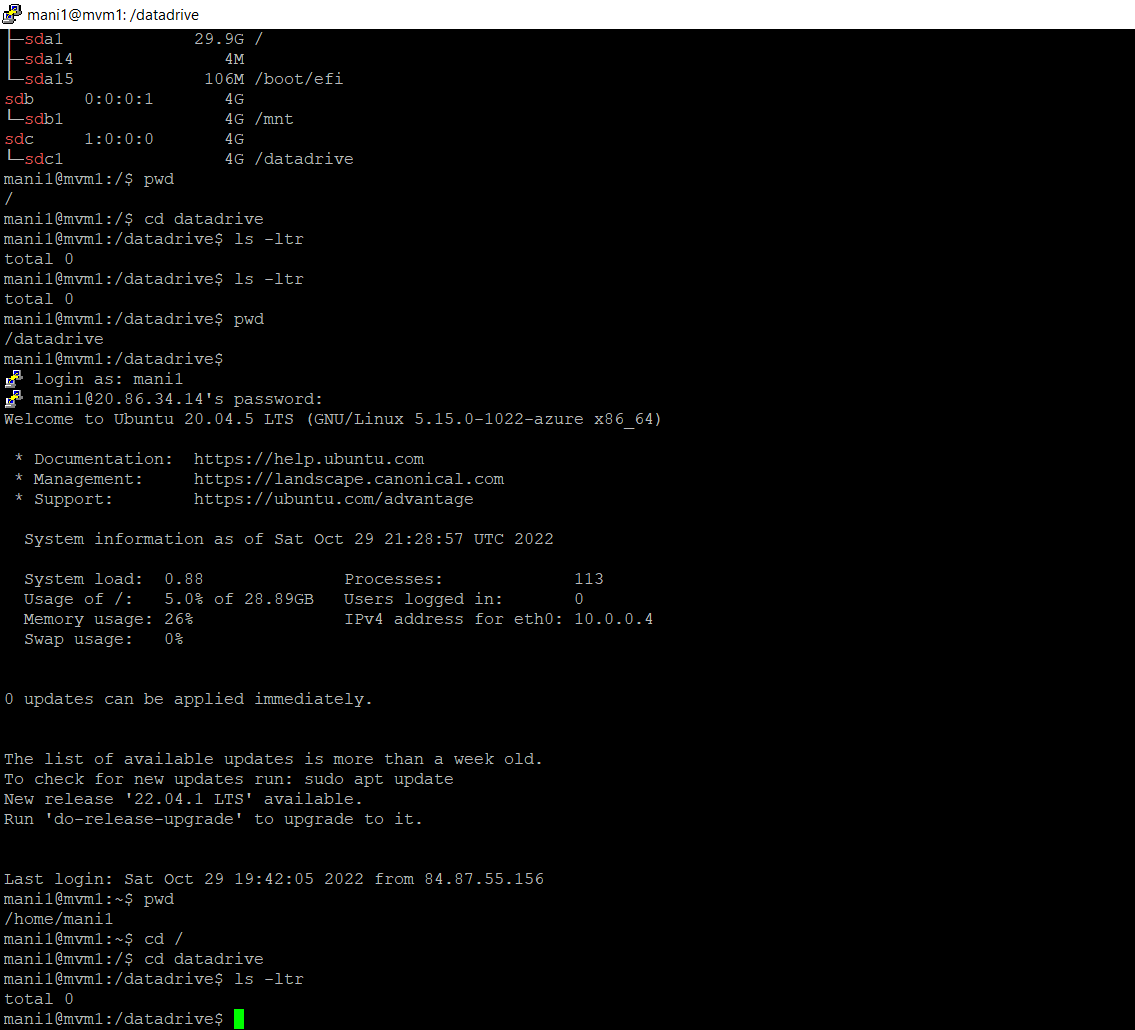 mani1@mvm1: /datadrive
├─sda1             29.9G /
├─sda14               4M
└─sda15             106M /boot/efi
sdb     0:0:0:1       4G
└─sdb1                4G /mnt
sdc     1:0:0:0       4G
└─sdc1                4G /datadrive
mani1@mvm1:/$ pwd
/
mani1@mvm1:/$ cd datadrive
mani1@mvm1:/datadrive$ ls -ltr
total 0
mani1@mvm1:/datadrive$ ls -ltr
total 0
mani1@mvm1:/datadrive$ pwd
/datadrive
mani1@mvm1:/datadrive$
login as: mani1
mani1@20.86.34.14's password:
Welcome to Ubuntu 20.04.5 LTS (GNU/Linux 5.15.0-1022-azure x86_64)

 * Documentation:  https://help.ubuntu.com
 * Management:     https://landscape.canonical.com
 * Support:        https://ubuntu.com/advantage

  System information as of Sat Oct 29 21:28:57 UTC 2022

  System load:  0.88              Processes:             113
  Usage of /:   5.0% of 28.89GB   Users logged in:       0
  Memory usage: 26%               IPv4 address for eth0: 10.0.0.4
  Swap usage:   0%

0 updates can be applied immediately.

The list of available updates is more than a week old.
To check for new updates run: sudo apt update
New release '22.04.1 LTS' available.
Run 'do-release-upgrade' to upgrade to it.

Last login: Sat Oct 29 19:42:05 2022 from 84.87.55.156
mani1@mvm1:~$ pwd
/home/mani1
mani1@mvm1:~$ cd /
mani1@mvm1:/$ cd datadrive
mani1@mvm1:/datadrive$ ls -ltr
total 0
mani1@mvm1:/datadrive$